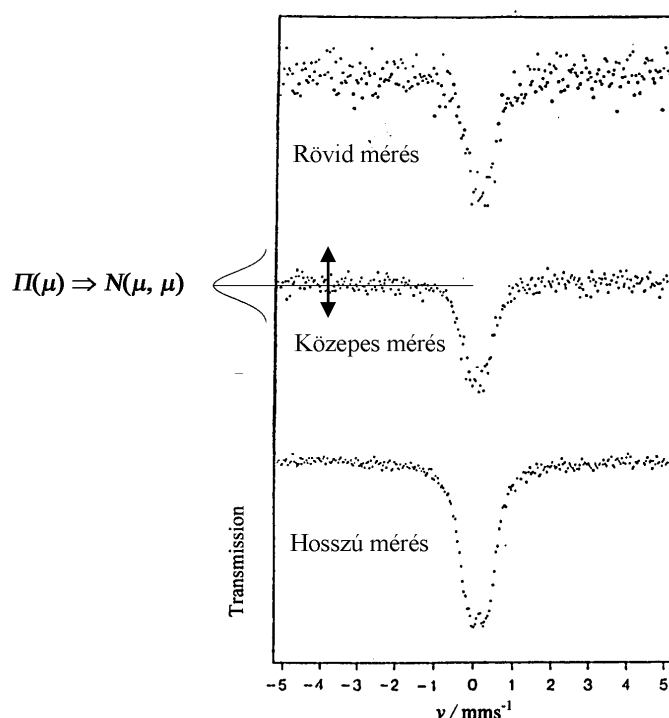 Rövid mérés
Π(μ) ⇒ N(μ, μ)
Közepes mérés
Hosszú mérés
Transmission
-5 -4 -3 -2 -1 0 1 2 3 4 5
v / mms⁻¹